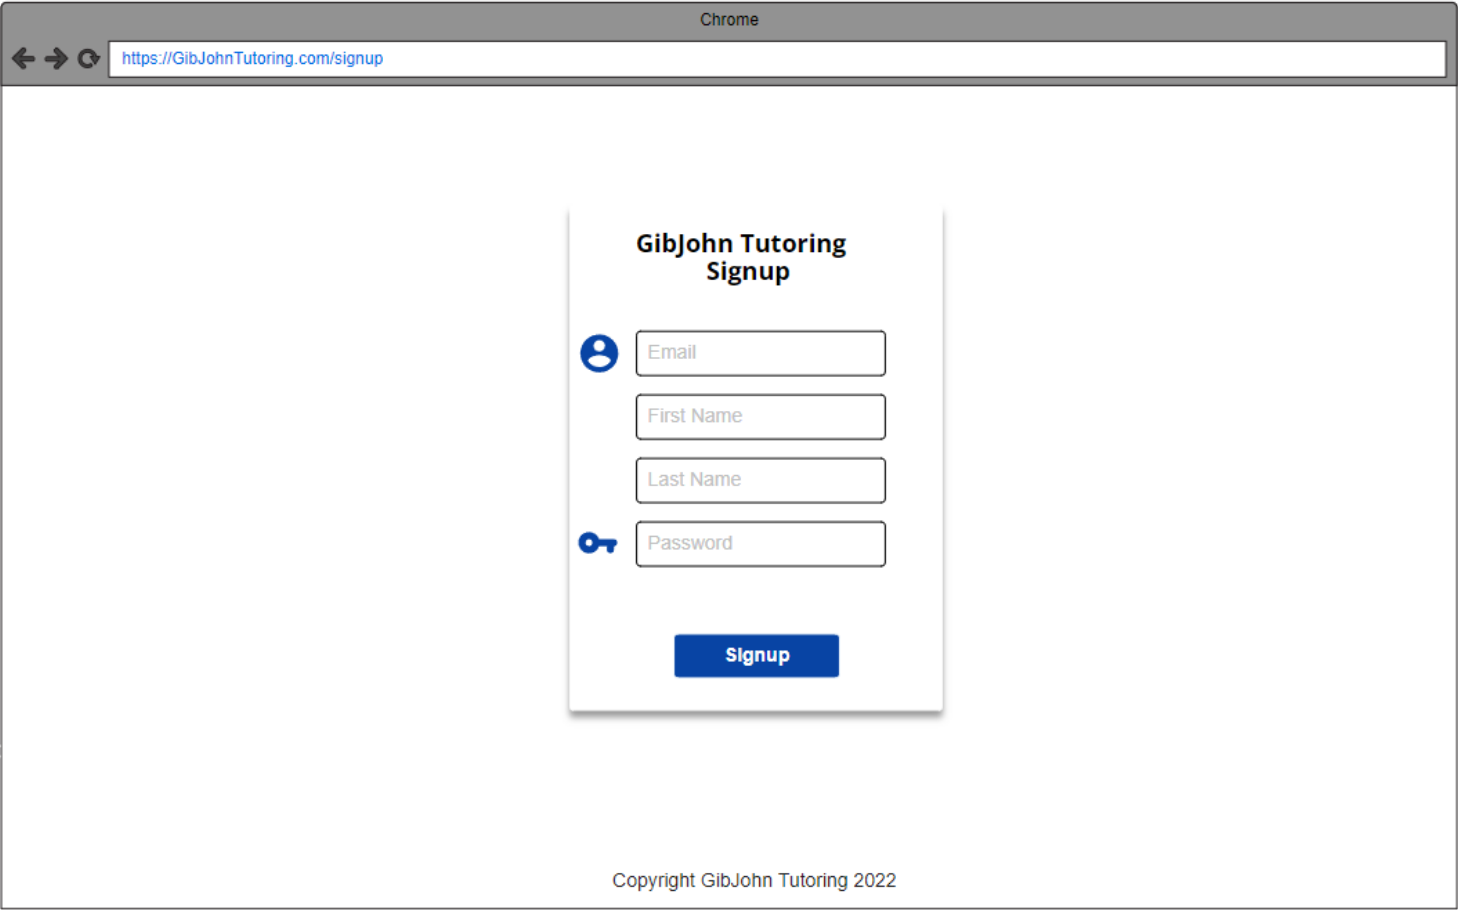 Chrome
https://GibJohnTutoring.com/signup
GibJohn Tutoring
Signup
Email
First Name
Last Name
Password
Signup
Copyright GibJohn Tutoring 2022